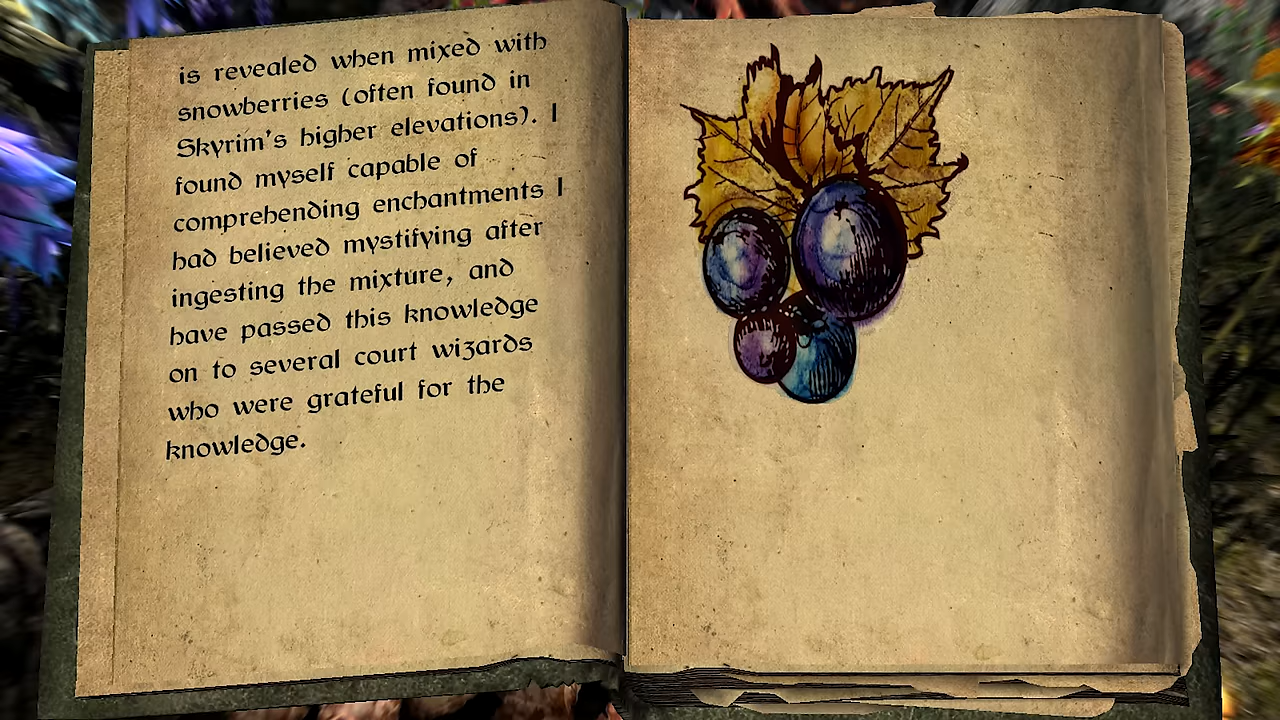 is revealed when mixed with
snowberries (often found in
Skyrim's higher elevations). I
found myself capable of
comprehending enchantments I
had believed mystifying after
ingesting the mixture, and
have passed this knowledge
on to several court wizards
who were grateful for the
knowledge.